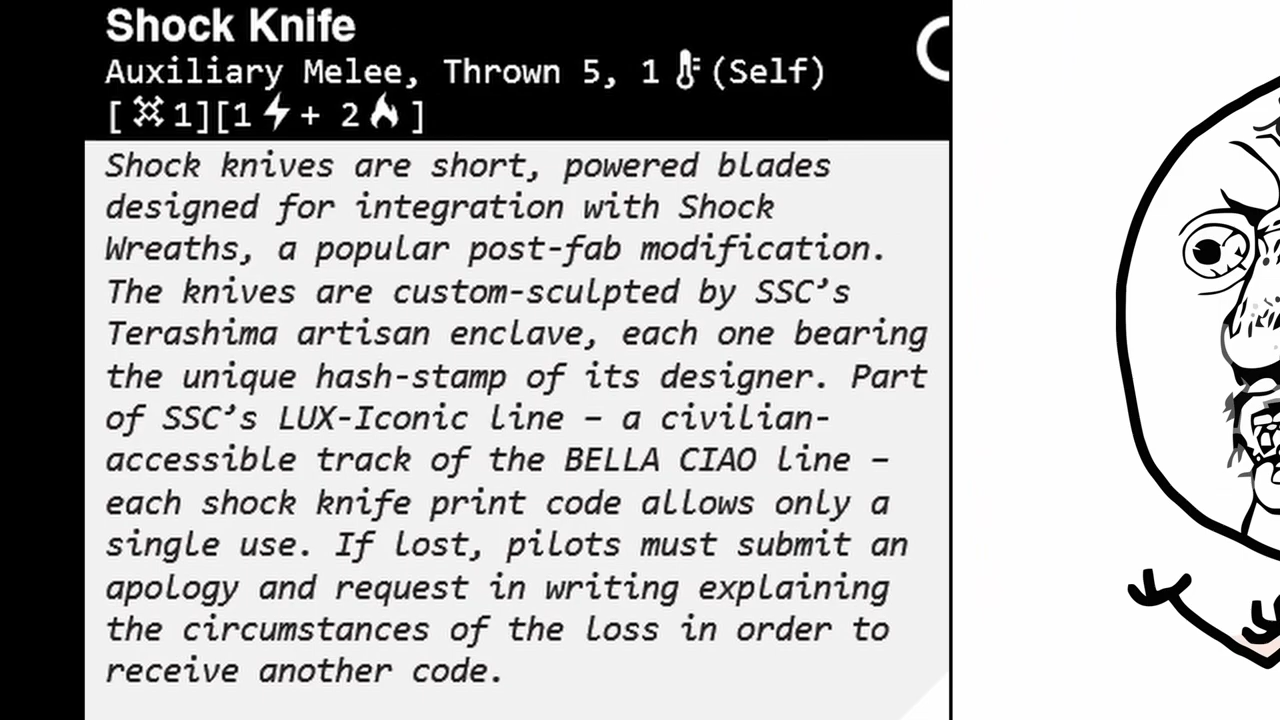 Shock Knife
Auxiliary Melee, Thrown 5, 1 (Self)
[ 1][1 + 2 ]
Shock knives are short, powered blades
designed for integration with Shock
Wreaths, a popular post-fab modification.
The knives are custom-sculpted by SSC’s
Terashima artisan enclave, each one bearing
the unique hash-stamp of its designer. Part
of SSC’s LUX-Iconic line – a civilian-
accessible track of the BELLA CIAO line –
each shock knife print code allows only a
single use. If lost, pilots must submit an
apology and request in writing explaining
the circumstances of the loss in order to
receive another code.